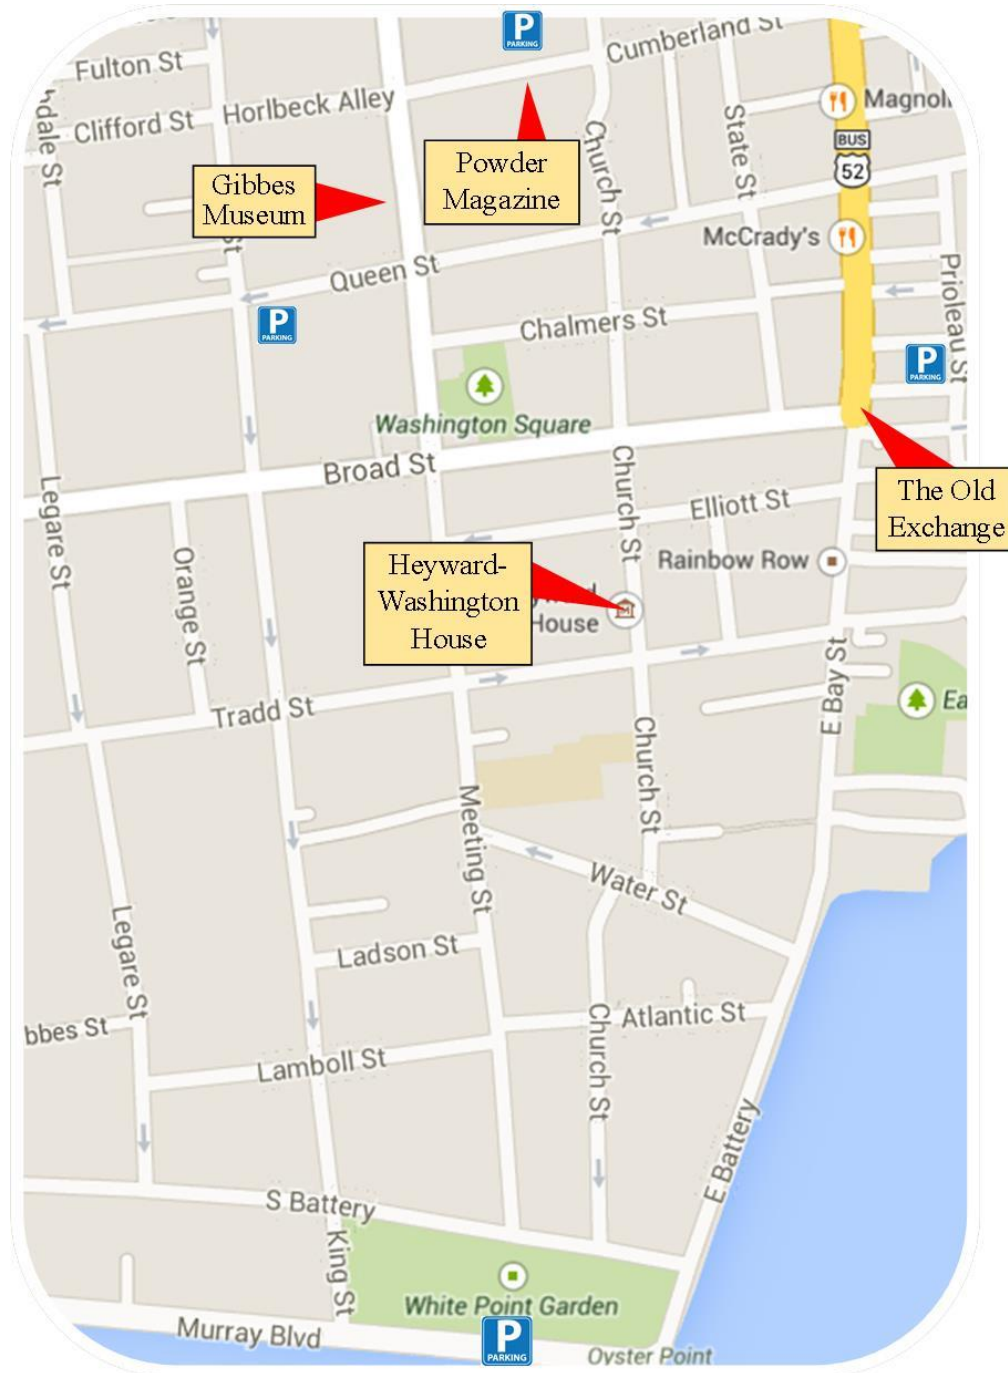 P
PARKING
Cumberland St
Fulton St
Horlbeck Alley
Clifford St
Magnol
BUS
52
Church St
State St
Powder
Magazine
Gibbes
Museum
McCrady's
Queen St
Prioleau St
P
PARKING
Chalmers St
P
PARKING
Washington Square
Broad St
Church St
Legare St
Elliott St
The Old
Exchange
Orange St
Rainbow Row
Heyward-
Washington
House
House
E Bay St
Tradd St
Ea
Church St
Meeting St
Water St
Legare St
Ladson St
bbes St
Church St
Atlantic St
Lamboll St
E Battery
S Battery
King St
White Point Garden
Murray Blvd
P
PARKING
Oyster Point